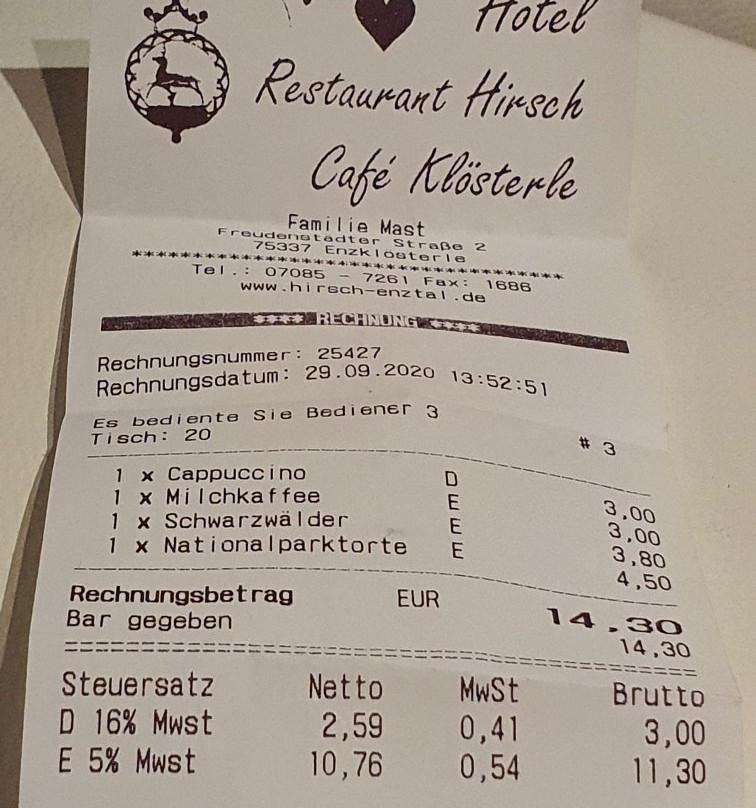 Hotel
Restaurant Hirsch
Café Klösterle
Familie Mast
Freudenstädter Straße 2
75337 Enzklösterle
***********************************
Tel.: 07085 - 7261 Fax: 1686
www.hirsch-enztal.de
**** RECHNUNG ****
Rechnungsnummer: 25427
Rechnungsdatum: 29.09.2020 13:52:51
Es bediente Sie Bediener 3
Tisch: 20 # 3
1 x Cappuccino D 3,00
1 x Milchkaffee E 3,00
1 x Schwarzwälder E 3,80
1 x Nationalparktorte E 4,50
Rechnungsbetrag EUR 14,30
Bar gegeben 14,30
Steuersatz Netto MwSt Brutto
D 16% Mwst 2,59 0,41 3,00
E 5% Mwst 10,76 0,54 11,30